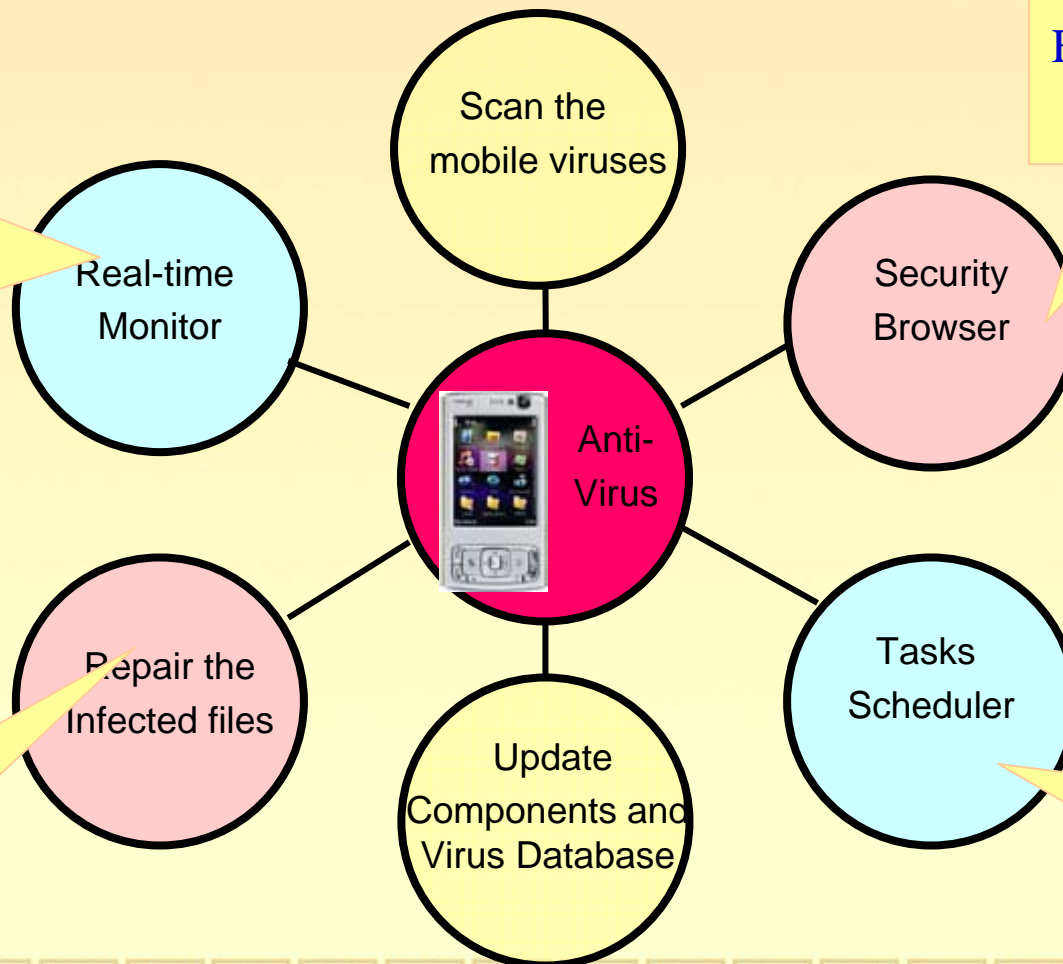 Scan the
mobile viruses
Real-time
Monitor
Security
Browser
Anti-
Virus
Repair the
Infected files
Tasks
Scheduler
Update
Components and
Virus Database